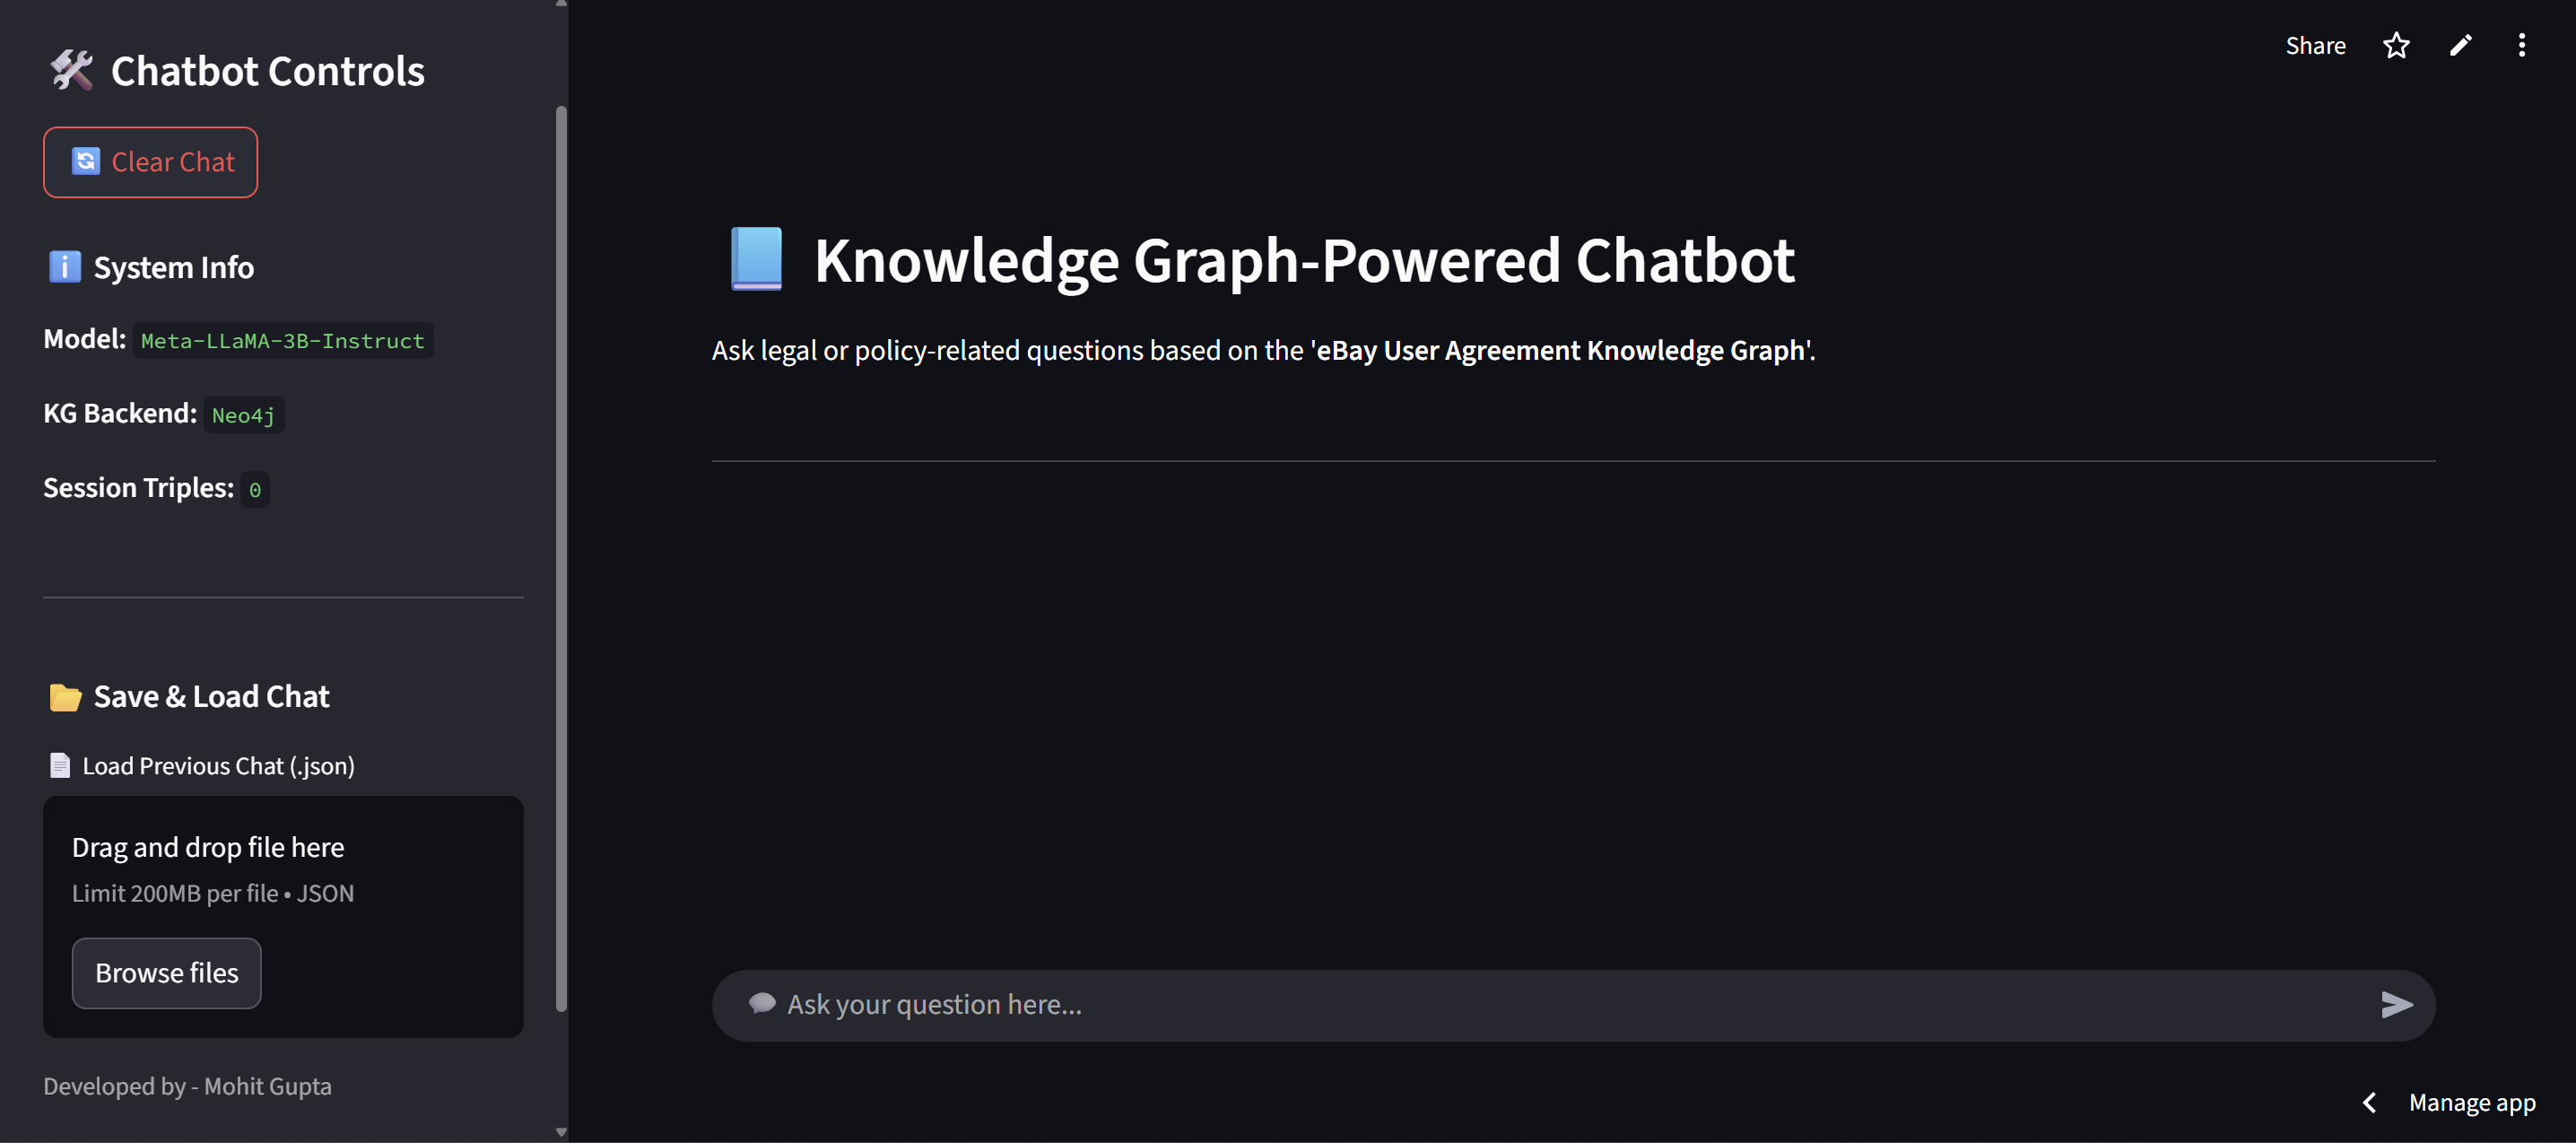 Chatbot Controls
Clear Chat
System Info
Model: Meta-LLaMA-3B-Instruct
KG Backend: Neo4j
Session Triples: 0
Save & Load Chat
Load Previous Chat (.json)
Drag and drop file here
Limit 200MB per file • JSON
Browse files
Developed by - Mohit Gupta
Share
Knowledge Graph-Powered Chatbot
Ask legal or policy-related questions based on the 'eBay User Agreement Knowledge Graph'.
Ask your question here...
Manage app